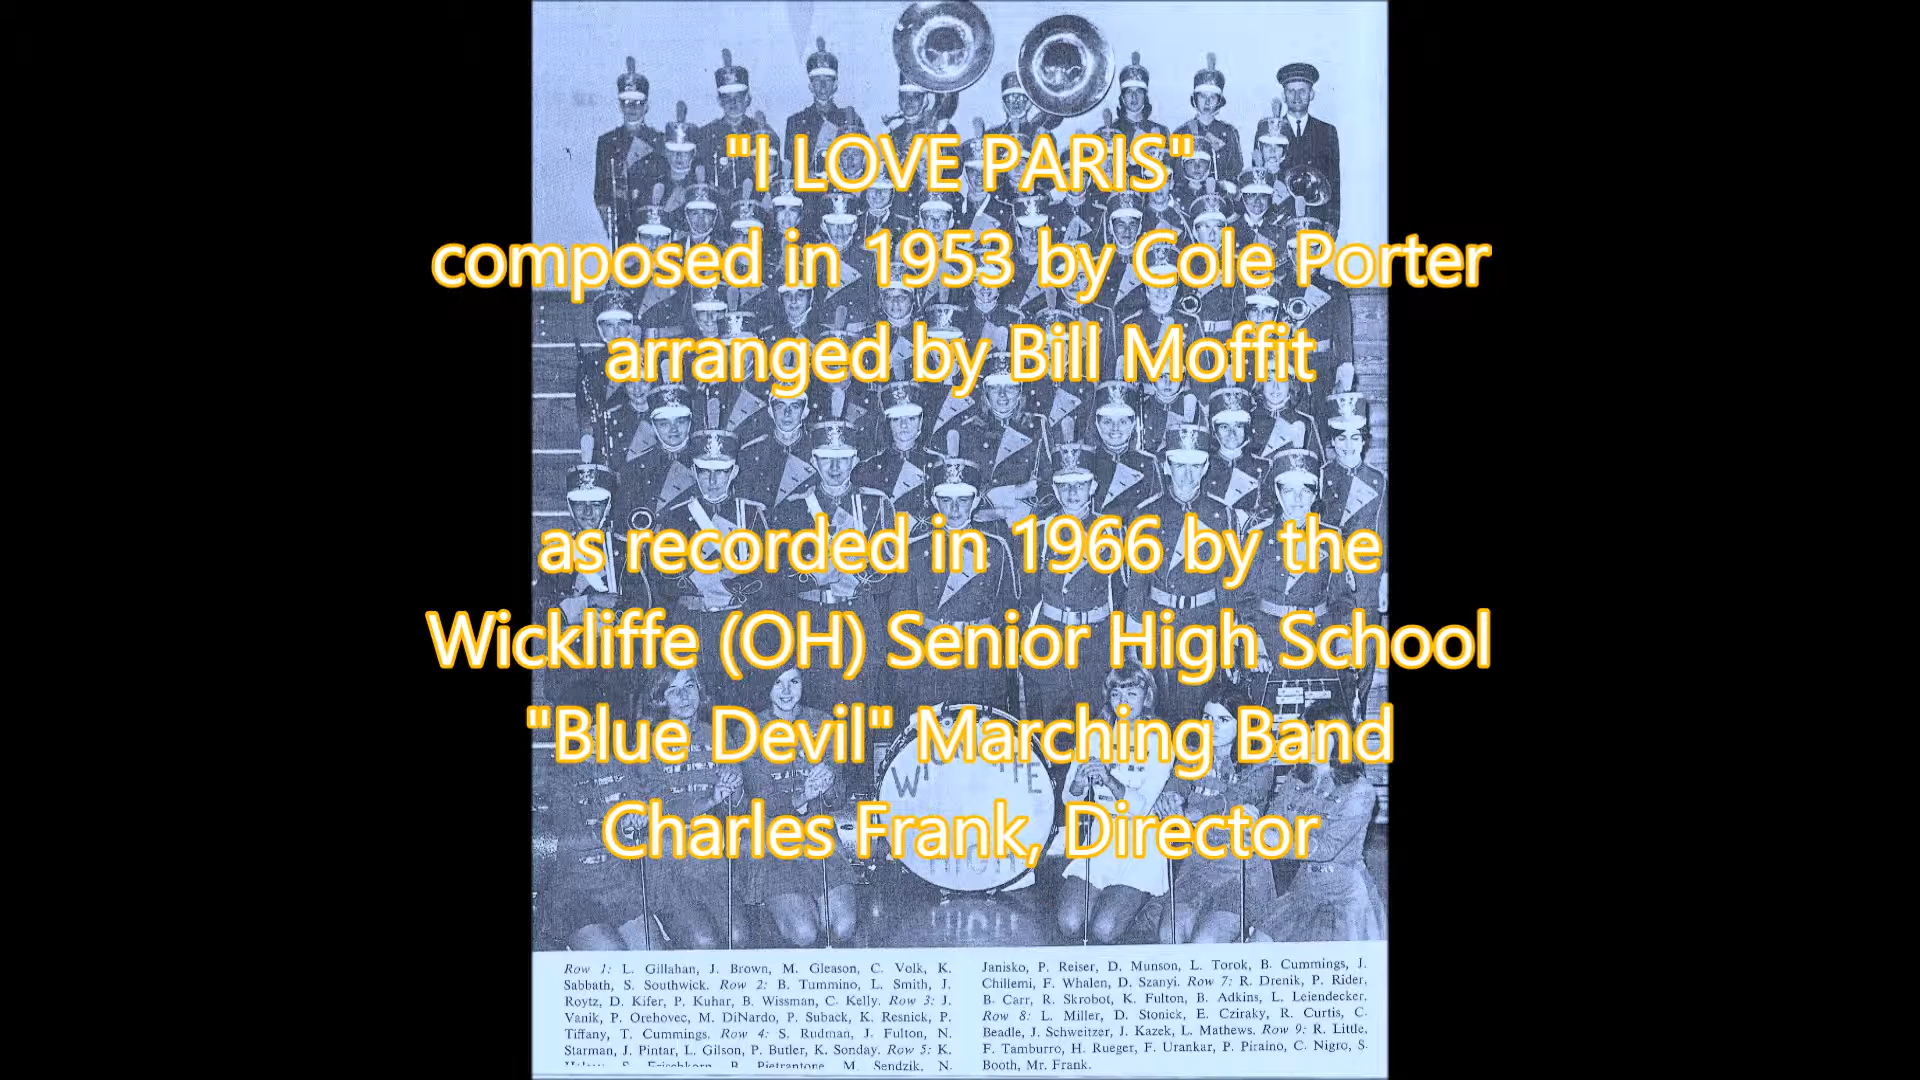 "I LOVE PARIS"
composed in 1953 by Cole Porter
arranged by Bill Moffit
as recorded in 1966 by the
Wickliffe (OH) Senior High School
"Blue Devil" Marching Band
Charles Frank, Director
WICKLIFFE
HIGH
Row 1: L. Gillahan, J. Brown, M. Gleason, C. Volk, K.
Sabbath, S. Southwick. Row 2: B. Tummino, L. Smith, J.
Roytz, D. Kifer, P. Kuhar, B. Wissman, C. Kelly. Row 3: J.
Vanik, P. Orehovec, M. DiNardo, P. Suback, K. Resnick, P.
Tiffany, T. Cummings. Row 4: S. Rudman, J. Fulton, N.
Starman, J. Pintar, L. Gilson, P. Butler, K. Sonday. Row 5: K.
S. Frischkorn, B. Pietrantone, M. Sendzik, N.
Janisko, P. Reiser, D. Munson, L. Torok, B. Cummings, J.
Chillemi, F. Whalen, D. Szanyi. Row 7: R. Drenik, P. Rider,
B. Carr, R. Skrobot, K. Fulton, B. Adkins, L. Leiendecker.
Row 8: L. Miller, D. Stonick, E. Cziraky, R. Curtis, C.
Beadle, J. Schweitzer, J. Kazek, L. Mathews. Row 9: R. Little,
F. Tamburro, H. Rueger, F. Urankar, P. Piraino, C. Nigro, S.
Booth, Mr. Frank.